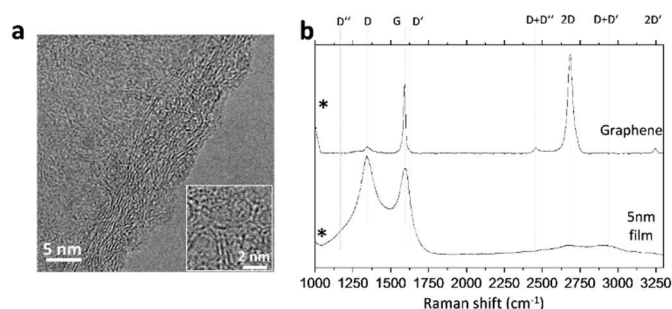 a
5 nm
2 nm
b
D'' D G D' D+D'' 2D D+D' 2D'
*
Graphene
*
5nm
film
1000 1250 1500 1750 2000 2250 2500 2750 3000 3250
Raman shift (cm⁻¹)